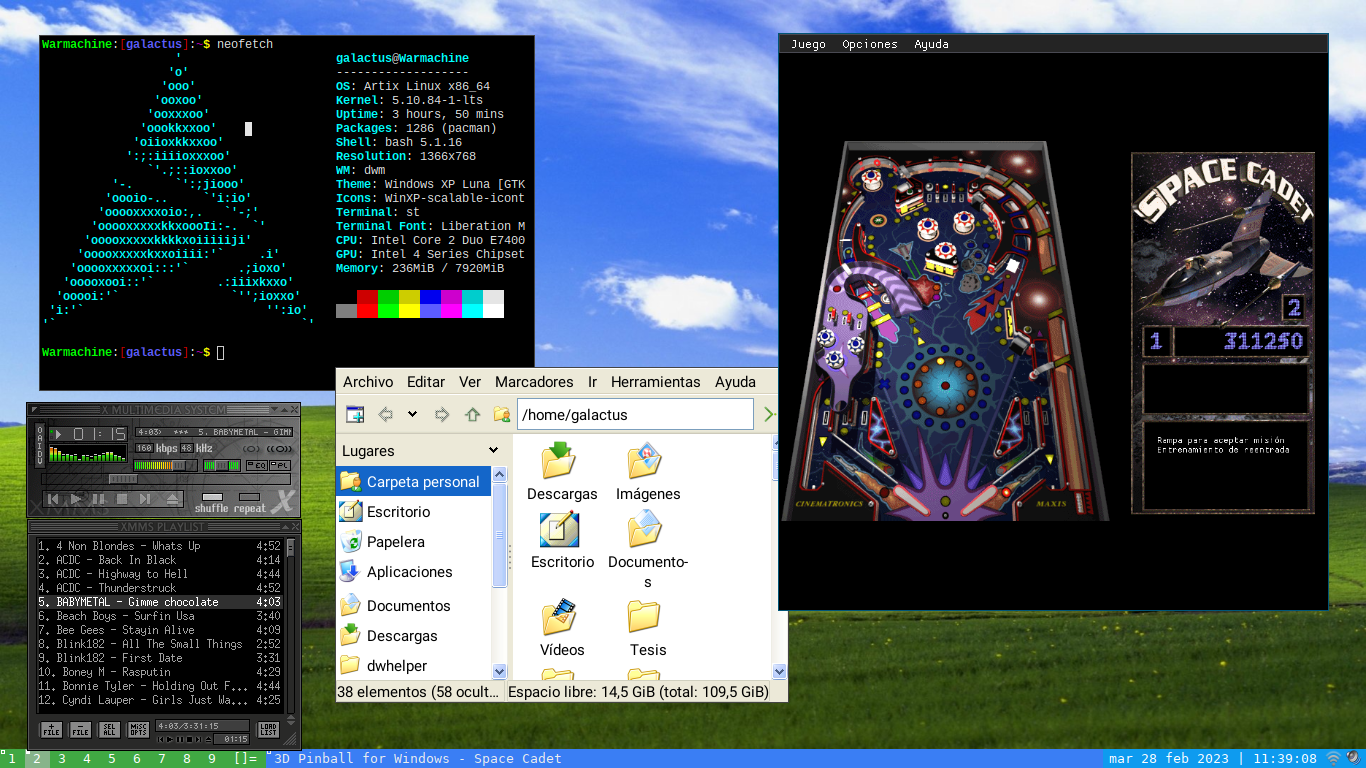 Warmachine:[galactus]:~$ neofetch
galactus@Warmachine
-------------------
OS: Artix Linux x86_64
Kernel: 5.10.84-1-lts
Uptime: 3 hours, 50 mins
Packages: 1286 (pacman)
Shell: bash 5.1.16
Resolution: 1366x768
WM: dwm
Theme: Windows XP Luna [GTK
Icons: WinXP-scalable-icont
Terminal: st
Terminal Font: Liberation M
CPU: Intel Core 2 Duo E7400
GPU: Intel 4 Series Chipset
Memory: 236MiB / 7920MiB
Warmachine:[galactus]:~$
Juego Opciones Ayuda
SPACE CADET
2
1 311250
Rampa para aceptar misión
Entrenamiento de reentrada
CINEMATRONICS MAXIS
Archivo Editar Ver Marcadores Ir Herramientas Ayuda
/home/galactus
Lugares
Carpeta personal
Escritorio
Papelera
Aplicaciones
Documentos
Descargas
dwhelper
Descargas Imágenes
Escritorio Documento-
s
Vídeos Tesis
38 elementos (58 ocult... Espacio libre: 14,5 GiB (total: 109,5 GiB)
X MULTIMEDIA SYSTEM
OAIDV
01:15
(4:03) *** 5. BABYMETAL - GIMM
160 kbps 48 kHz
EQ PL
shuffle repeat
XMMS
XMMS PLAYLIST
1. 4 Non Blondes - Whats Up 4:52
2. ACDC - Back In Black 4:14
3. ACDC - Highway to Hell 4:44
4. ACDC - Thunderstruck 4:52
5. BABYMETAL - Gimme chocolate 4:03
6. Beach Boys - Surfin Usa 3:40
7. Bee Gees - Stayin Alive 4:09
8. Blink182 - All The Small Things 2:52
9. Blink182 - First Date 3:31
10. Boney M - Rasputin 4:29
11. Bonnie Tyler - Holding Out F... 4:44
12. Cyndi Lauper - Girls Just Wa... 4:25
+ FILE - FILE SEL ALL MISC OPTS 4:03/3:31:15 LOAD LIST
01:15
1 2 3 4 5 6 7 8 9 []= 3D Pinball for Windows - Space Cadet mar 28 feb 2023 | 11:39:08